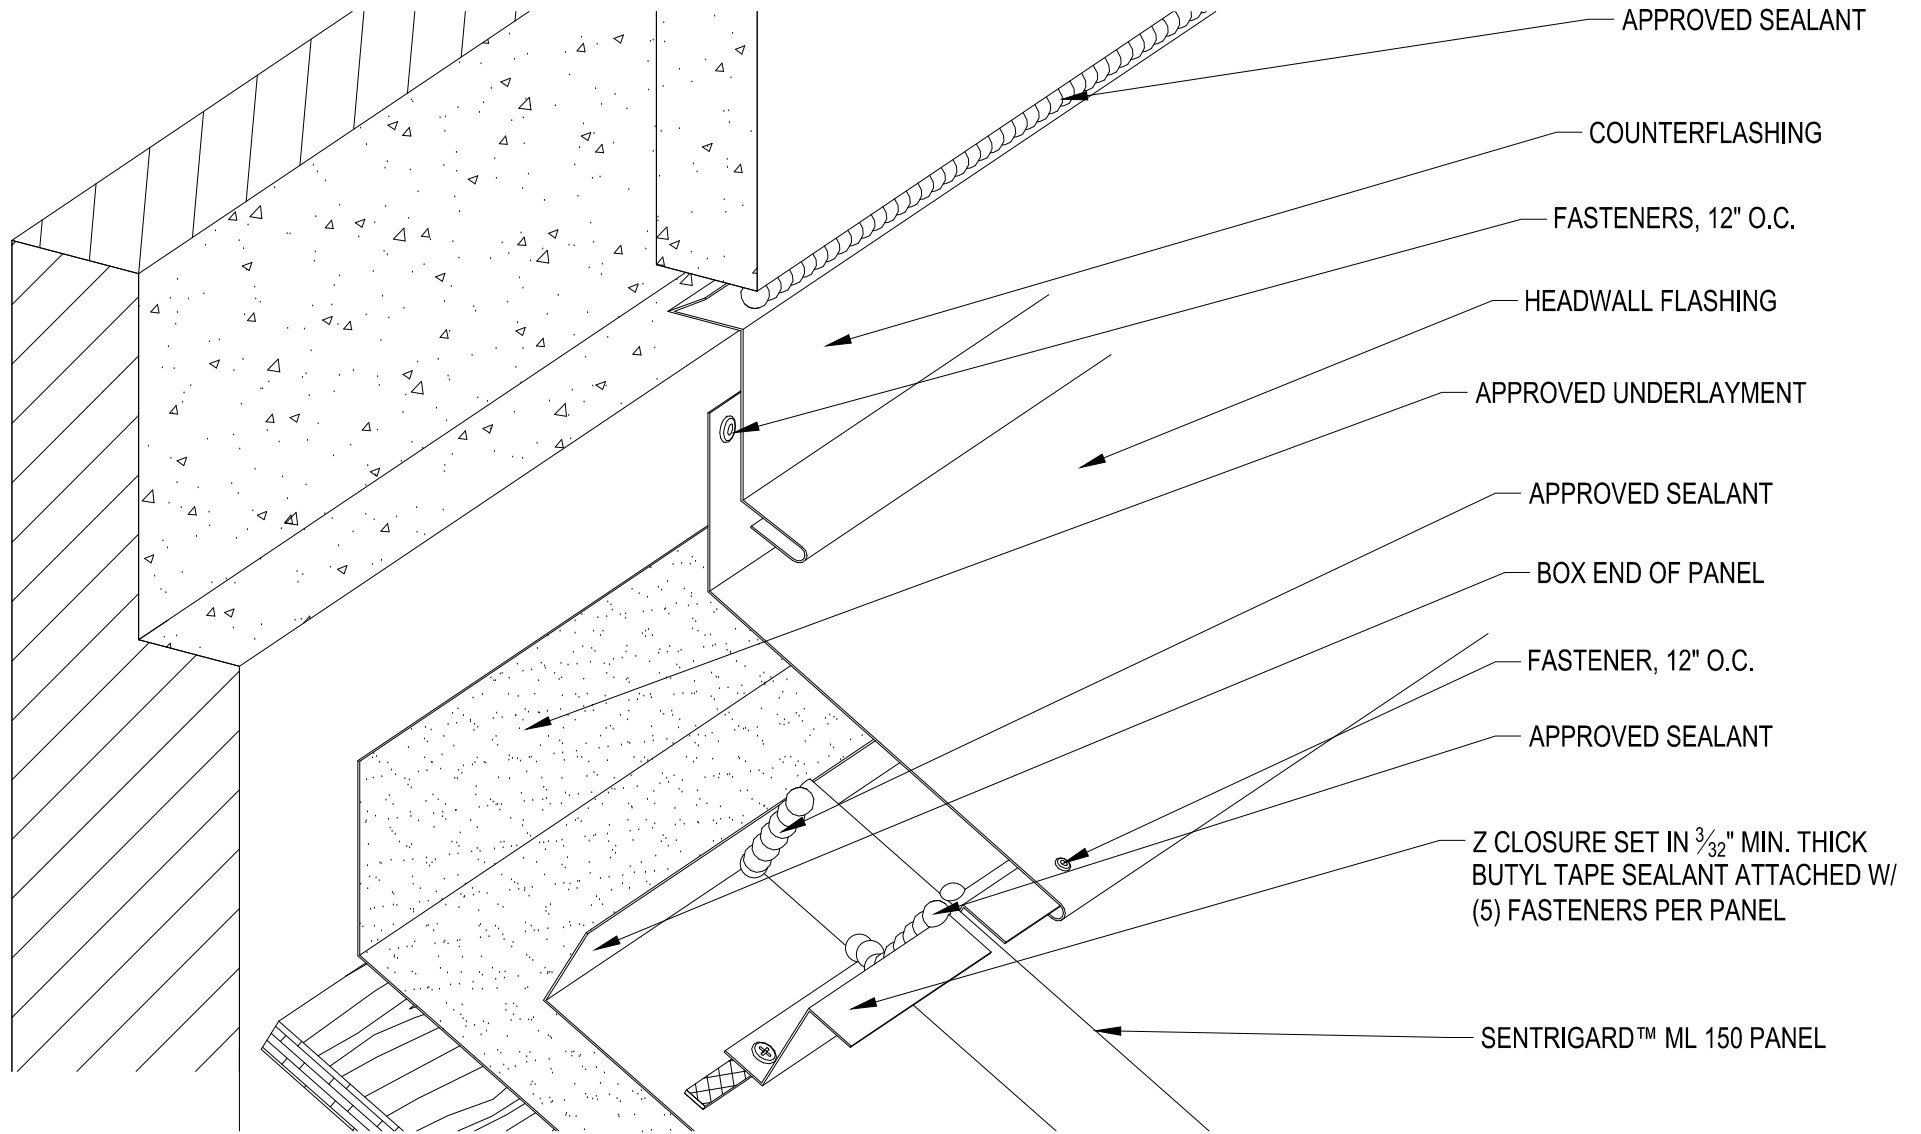 APPROVED SEALANT
COUNTERFLASHING
FASTENERS, 12" O.C.
HEADWALL FLASHING
APPROVED UNDERLAYMENT
APPROVED SEALANT
BOX END OF PANEL
FASTENER, 12" O.C.
APPROVED SEALANT
Z CLOSURE SET IN 3/32" MIN. THICK
BUTYL TAPE SEALANT ATTACHED W/
(5) FASTENERS PER PANEL
SENTRIGARD™ ML 150 PANEL